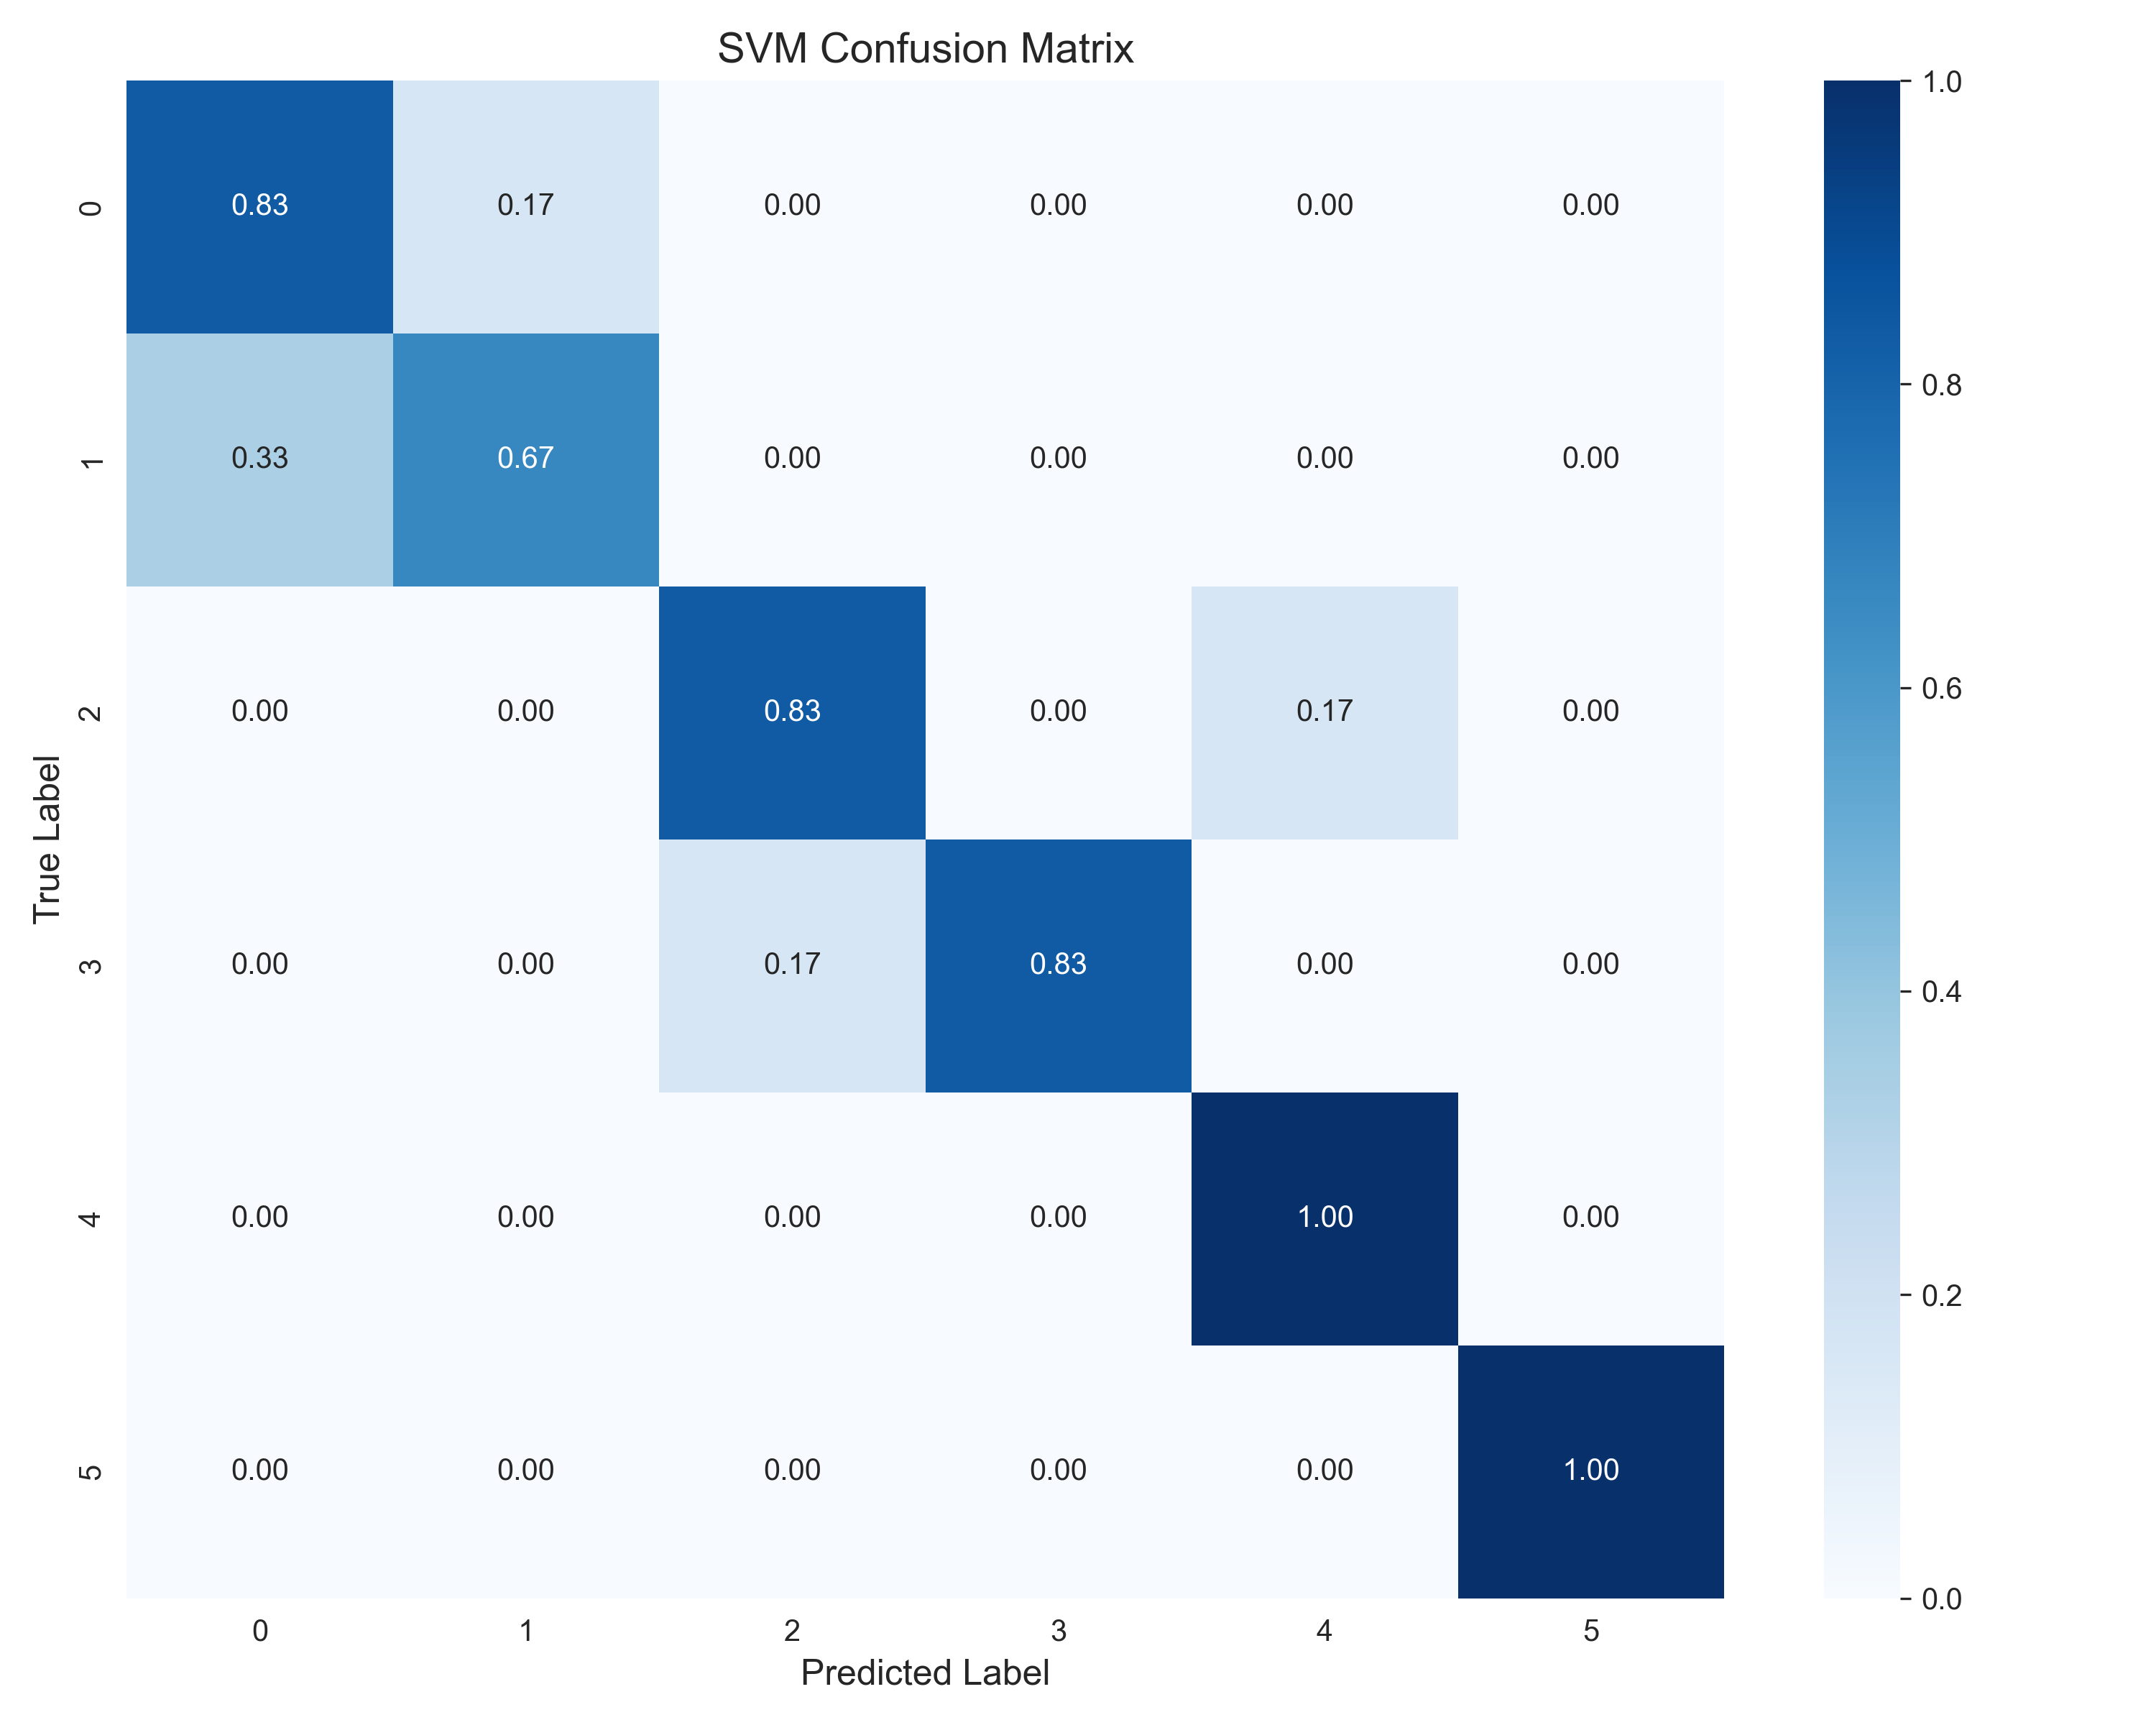 SVM Confusion Matrix
0 0.83 0.17 0.00 0.00 0.00 0.00
1 0.33 0.67 0.00 0.00 0.00 0.00
2 0.00 0.00 0.83 0.00 0.17 0.00
3 0.00 0.00 0.17 0.83 0.00 0.00
4 0.00 0.00 0.00 0.00 1.00 0.00
5 0.00 0.00 0.00 0.00 0.00 1.00
0 1 2 3 4 5
Predicted Label
True Label
1.0
0.8
0.6
0.4
0.2
0.0